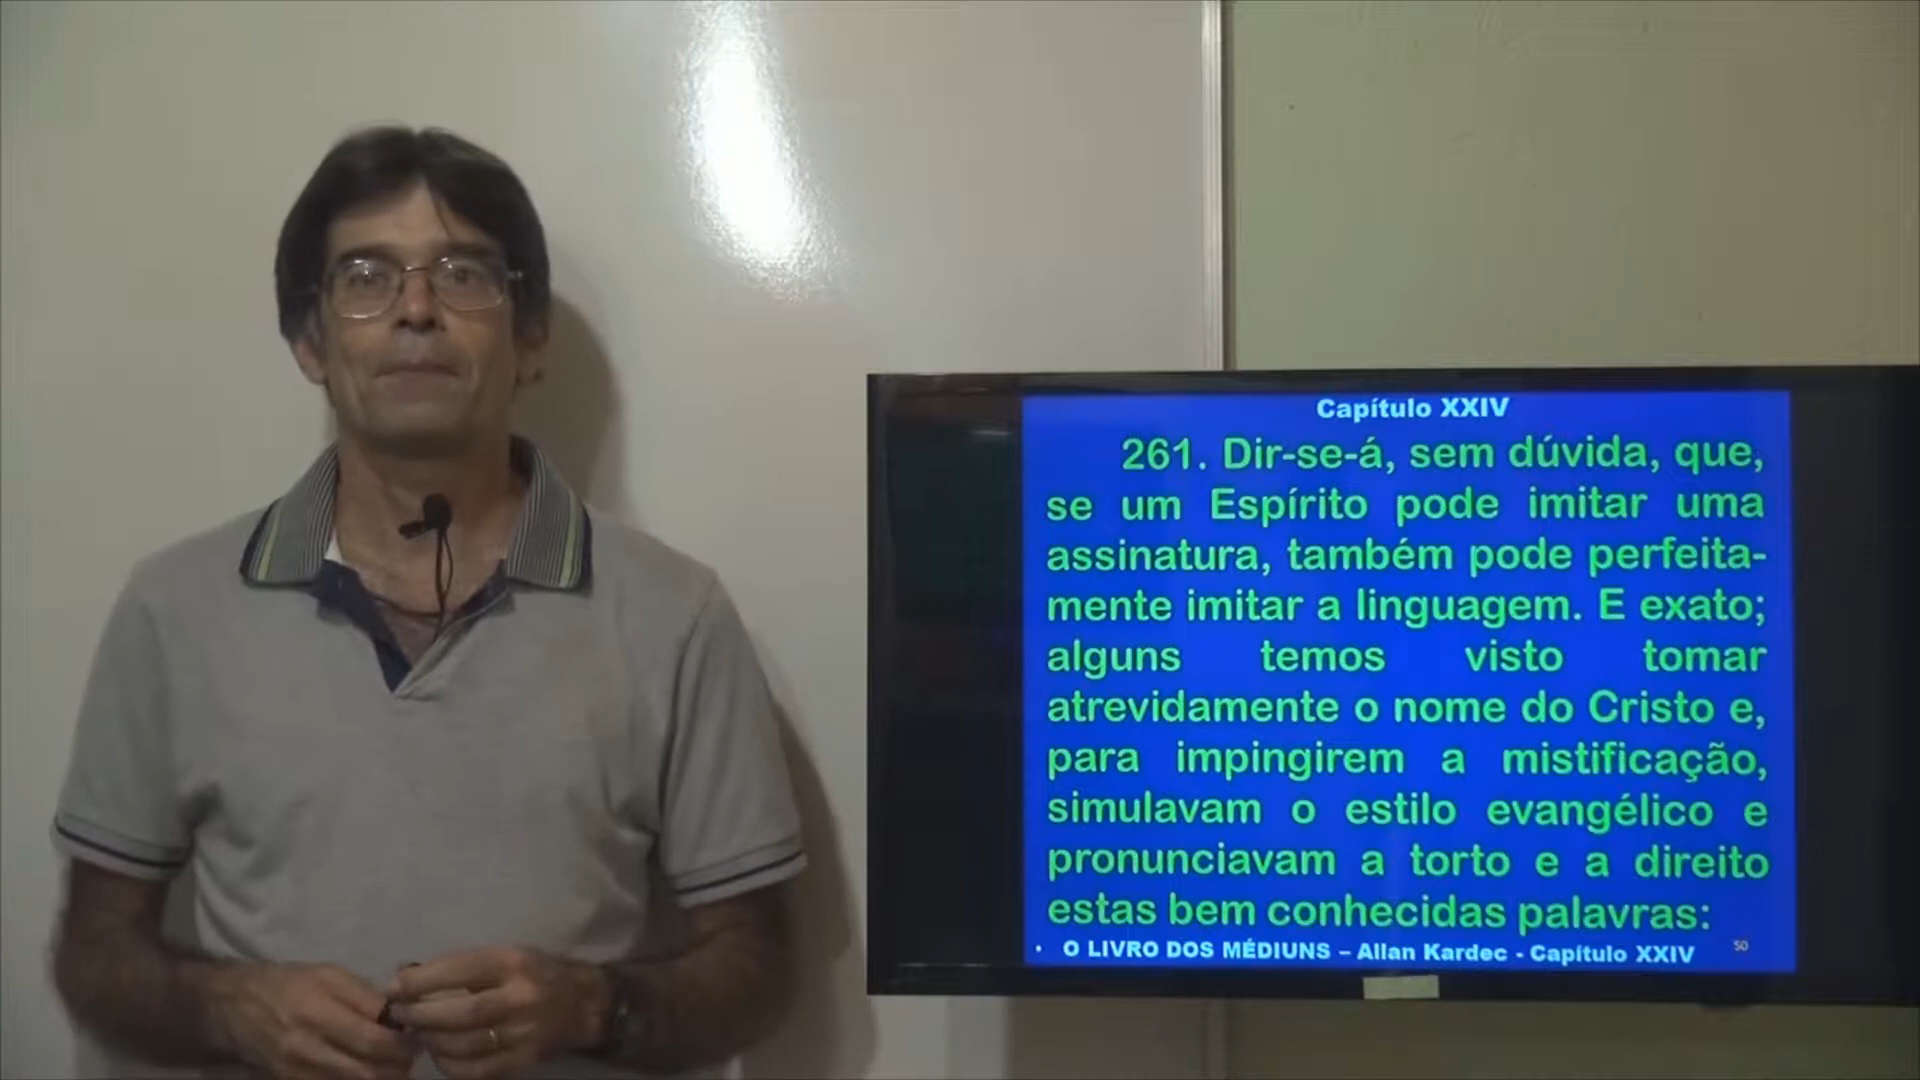 Capítulo XXIV
261. Dir-se-á, sem dúvida, que,
se um Espírito pode imitar uma
assinatura, também pode perfeita-
mente imitar a linguagem. E exato;
alguns temos visto tomar
atrevidamente o nome do Cristo e,
para impingirem a mistificação,
simulavam o estilo evangélico e
pronunciavam a torto e a direito
estas bem conhecidas palavras:
• O LIVRO DOS MÉDIUNS – Allan Kardec - Capítulo XXIV 50